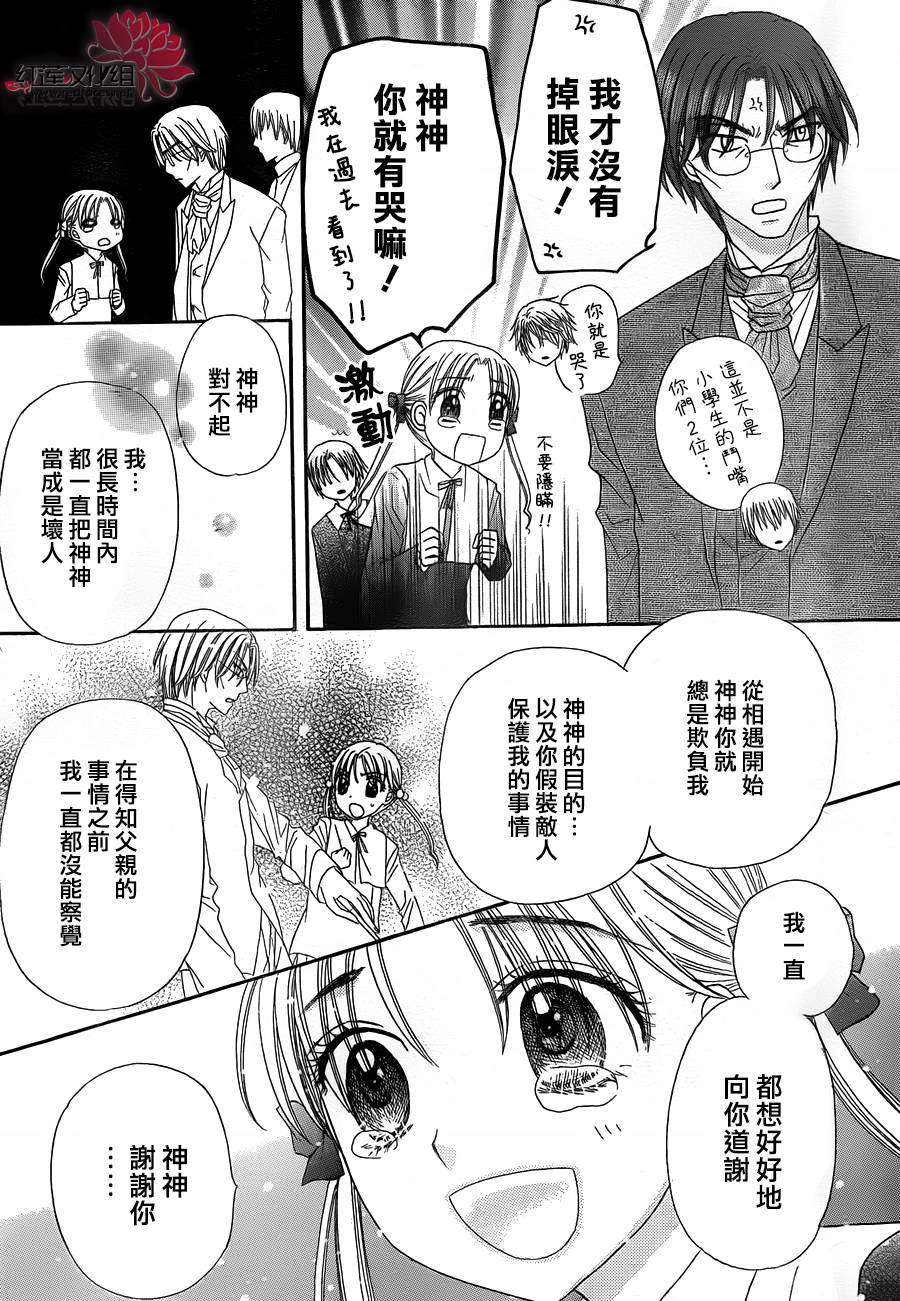 我才沒有
掉眼淚！
神神
你就有哭嘛！
我在過去看到了!!
你就是
哭了
這並不是
小學生的鬥嘴
你們2位…
激動
不要隱瞞!!
神神
對不起
我…
很長時間內
都一直把神神
當成是壞人
從相遇開始
神神你就
總是欺負我
神神的目的…
以及你假裝敵人
保護我的事情
在得知父親的
事情之前
我一直都沒能察覺
我一直
都想好好地
向你道謝
神神
謝謝你
……
红莲汉化组